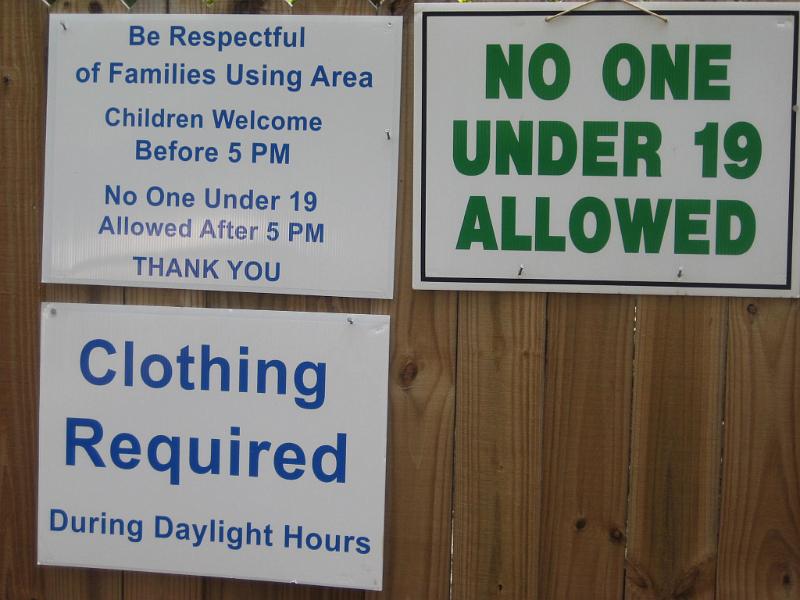 Be Respectful
of Families Using Area
Children Welcome
Before 5 PM
No One Under 19
Allowed After 5 PM
THANK YOU
NO ONE
UNDER 19
ALLOWED
Clothing
Required
During Daylight Hours